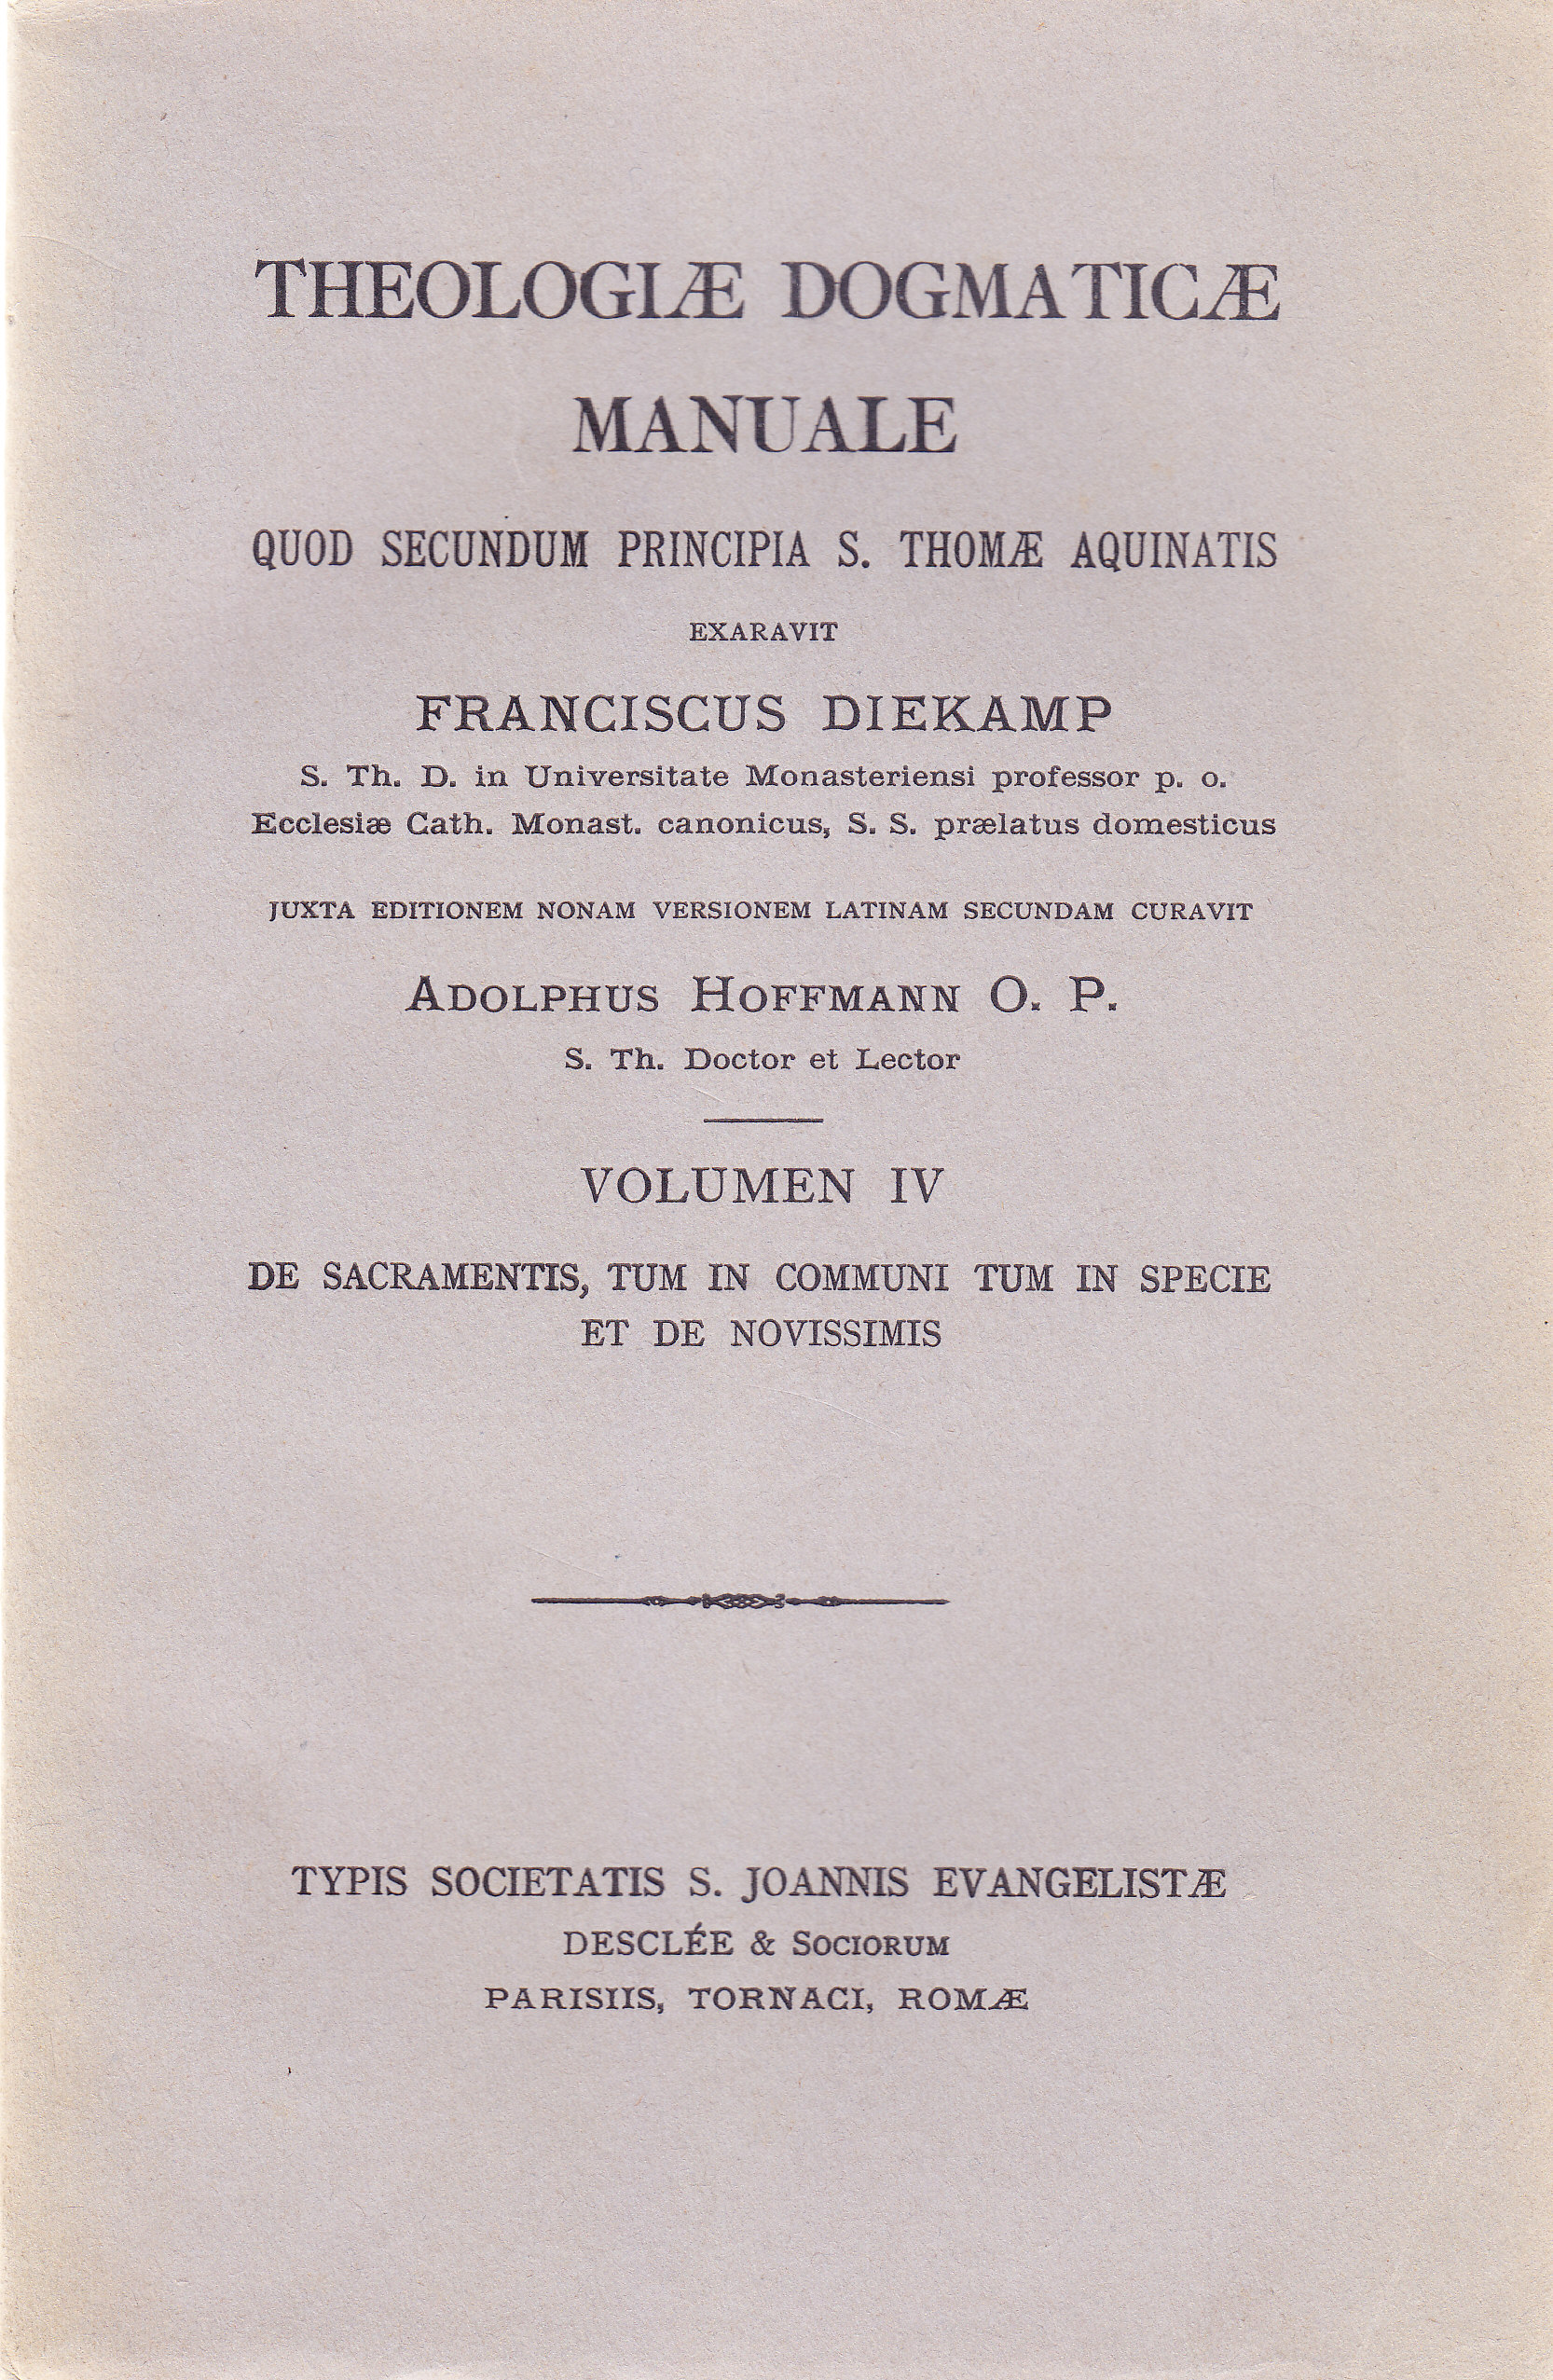 THEOLOGIÆ DOGMATICÆ
MANUALE
QUOD SECUNDUM PRINCIPIA S. THOMÆ AQUINATIS
EXARAVIT
FRANCISCUS DIEKAMP
S. Th. D. in Universitate Monasteriensi professor p. o.
Ecclesiæ Cath. Monast. canonicus, S. S. prælatus domesticus
JUXTA EDITIONEM NONAM VERSIONEM LATINAM SECUNDAM CURAVIT
ADOLPHUS HOFFMANN O. P.
S. Th. Doctor et Lector
VOLUMEN IV
DE SACRAMENTIS, TUM IN COMMUNI TUM IN SPECIE
ET DE NOVISSIMIS
TYPIS SOCIETATIS S. JOANNIS EVANGELISTÆ
DESCLÉE & SOCIORUM
PARISIIS, TORNACI, ROMÆ